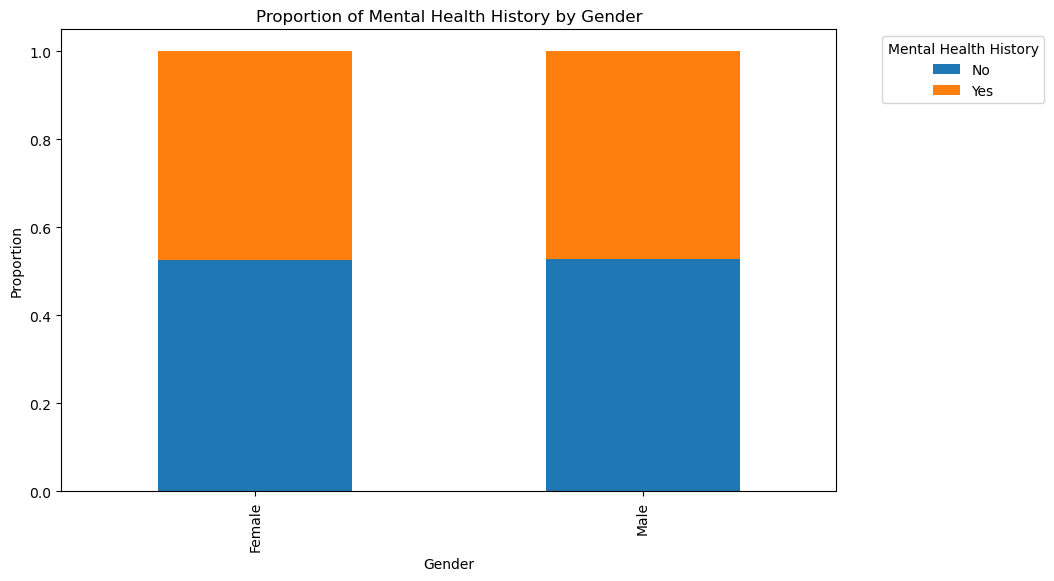 Proportion of Mental Health History by Gender
Mental Health History
No
Yes
Proportion
1.0
0.8
0.6
0.4
0.2
0.0
Female
Male
Gender